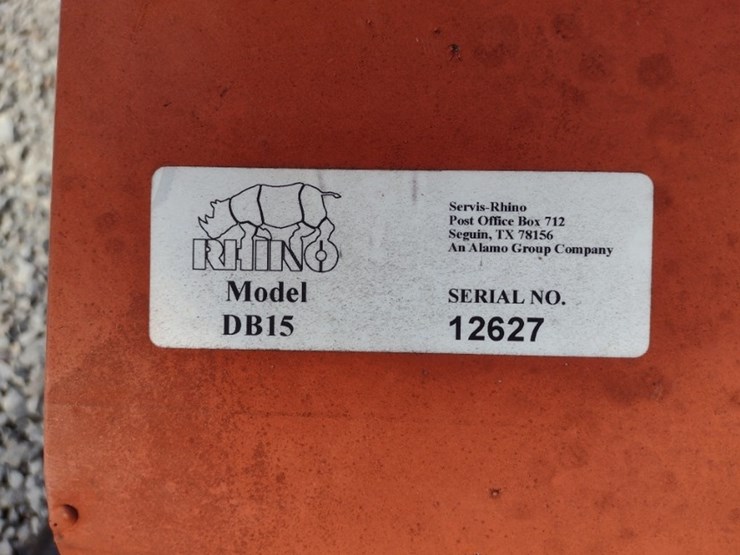 RHINO
Model
DB15
Servis-Rhino
Post Office Box 712
Seguin, TX 78156
An Alamo Group Company
SERIAL NO.
12627